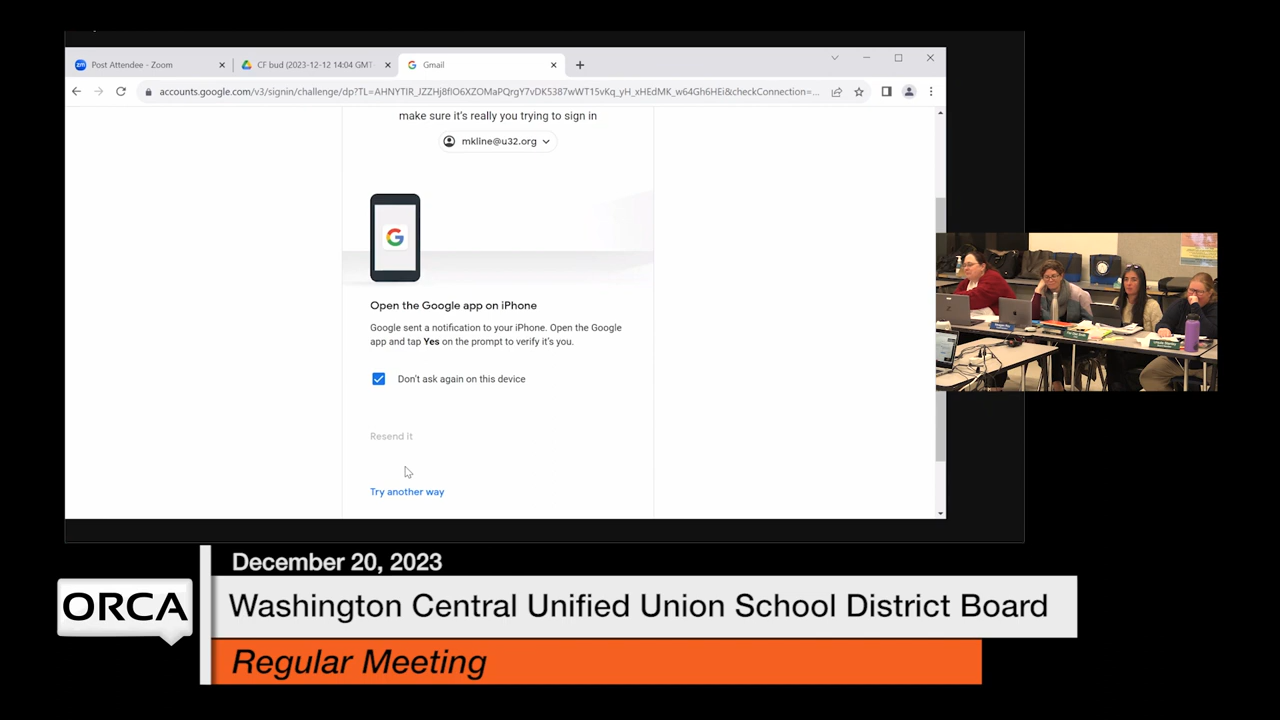 Post Attendee - Zoom
CF bud (2023-12-12 14:04 GMT
Gmail
accounts.google.com/v3/signin/challenge/dp?TL=AHNYTIR_JZZHj8flO6XZOMaPQrgY7vDK5387wWT15vKq_yH_xHEdMK_w64Gh6HEi&checkConnection=...
make sure it's really you trying to sign in
mkline@u32.org
G
Open the Google app on iPhone
Google sent a notification to your iPhone. Open the Google
app and tap Yes on the prompt to verify it's you.
Don't ask again on this device
Resend it
Try another way
December 20, 2023
ORCA
Washington Central Unified Union School District Board
Regular Meeting